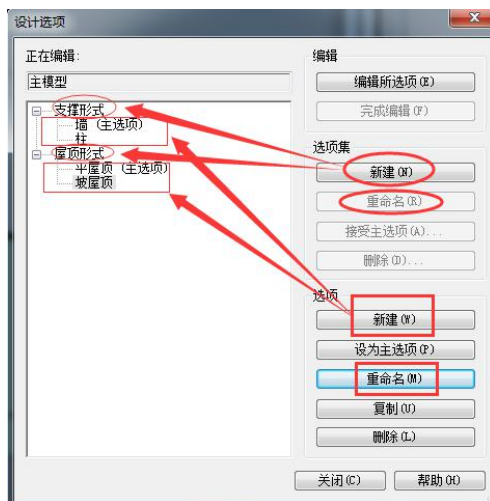 设计选项
正在编辑:
主模型
支撑形式
墙 (主选项)
柱
屋顶形式
平屋顶 (主选项)
坡屋顶
编辑
编辑所选项(E)
完成编辑(F)
选项集
新建(N)
重命名(R)
接受主选项(A)...
删除(D)...
选项
新建(W)
设为主选项(P)
重命名(M)
复制(U)
删除(L)
关闭(C)
帮助(H)